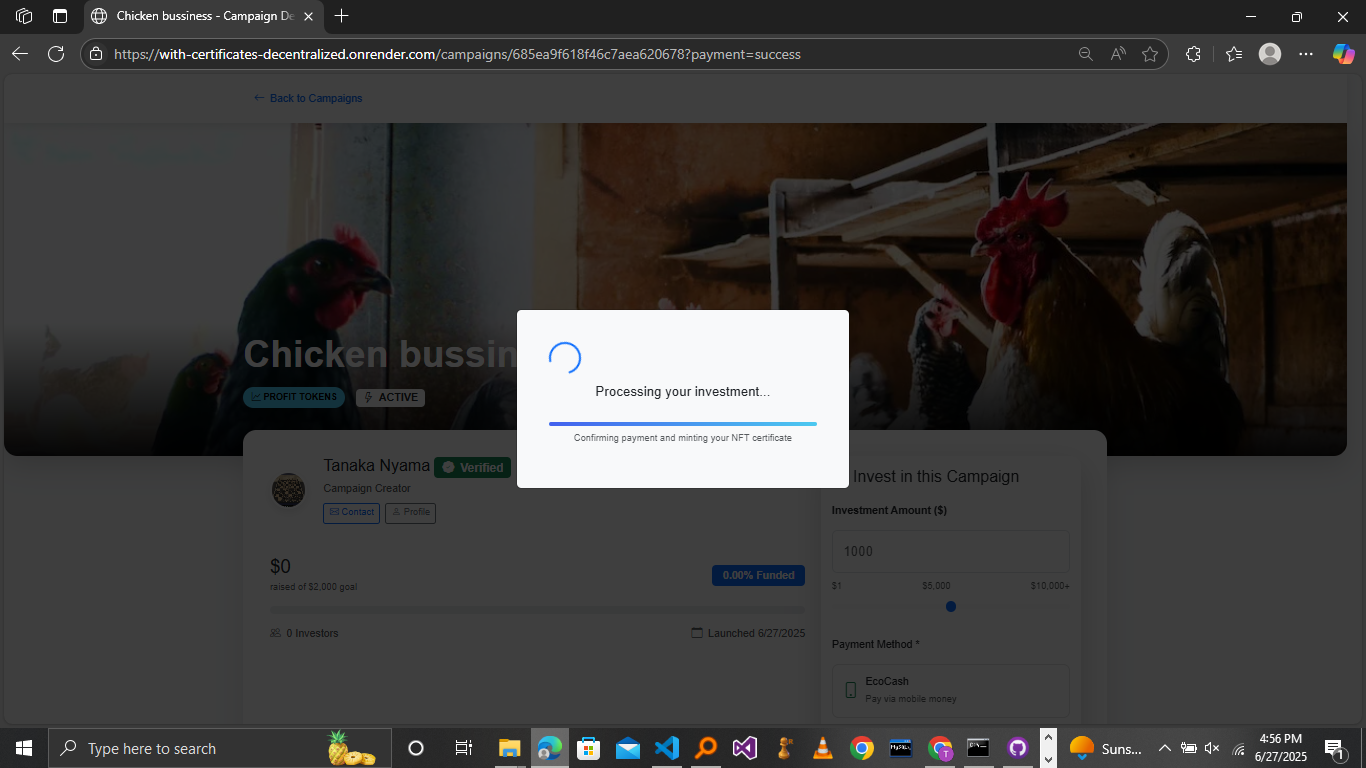 Chicken bussiness - Campaign De
https://with-certificates-decentralized.onrender.com/campaigns/685ea9f618f46c7aea620678?payment=success
Back to Campaigns
Chicken bussin
PROFIT TOKENS
ACTIVE
Processing your investment...
Confirming payment and minting your NFT certificate
Tanaka Nyama
Verified
Campaign Creator
Contact
Profile
$0
raised of $2,000 goal
0.00% Funded
0 Investors
Launched 6/27/2025
Invest in this Campaign
Investment Amount ($)
1000
$1
$5,000
$10,000+
Payment Method *
EcoCash
Pay via mobile money
Type here to search
Suns...
4:56 PM
6/27/2025
1